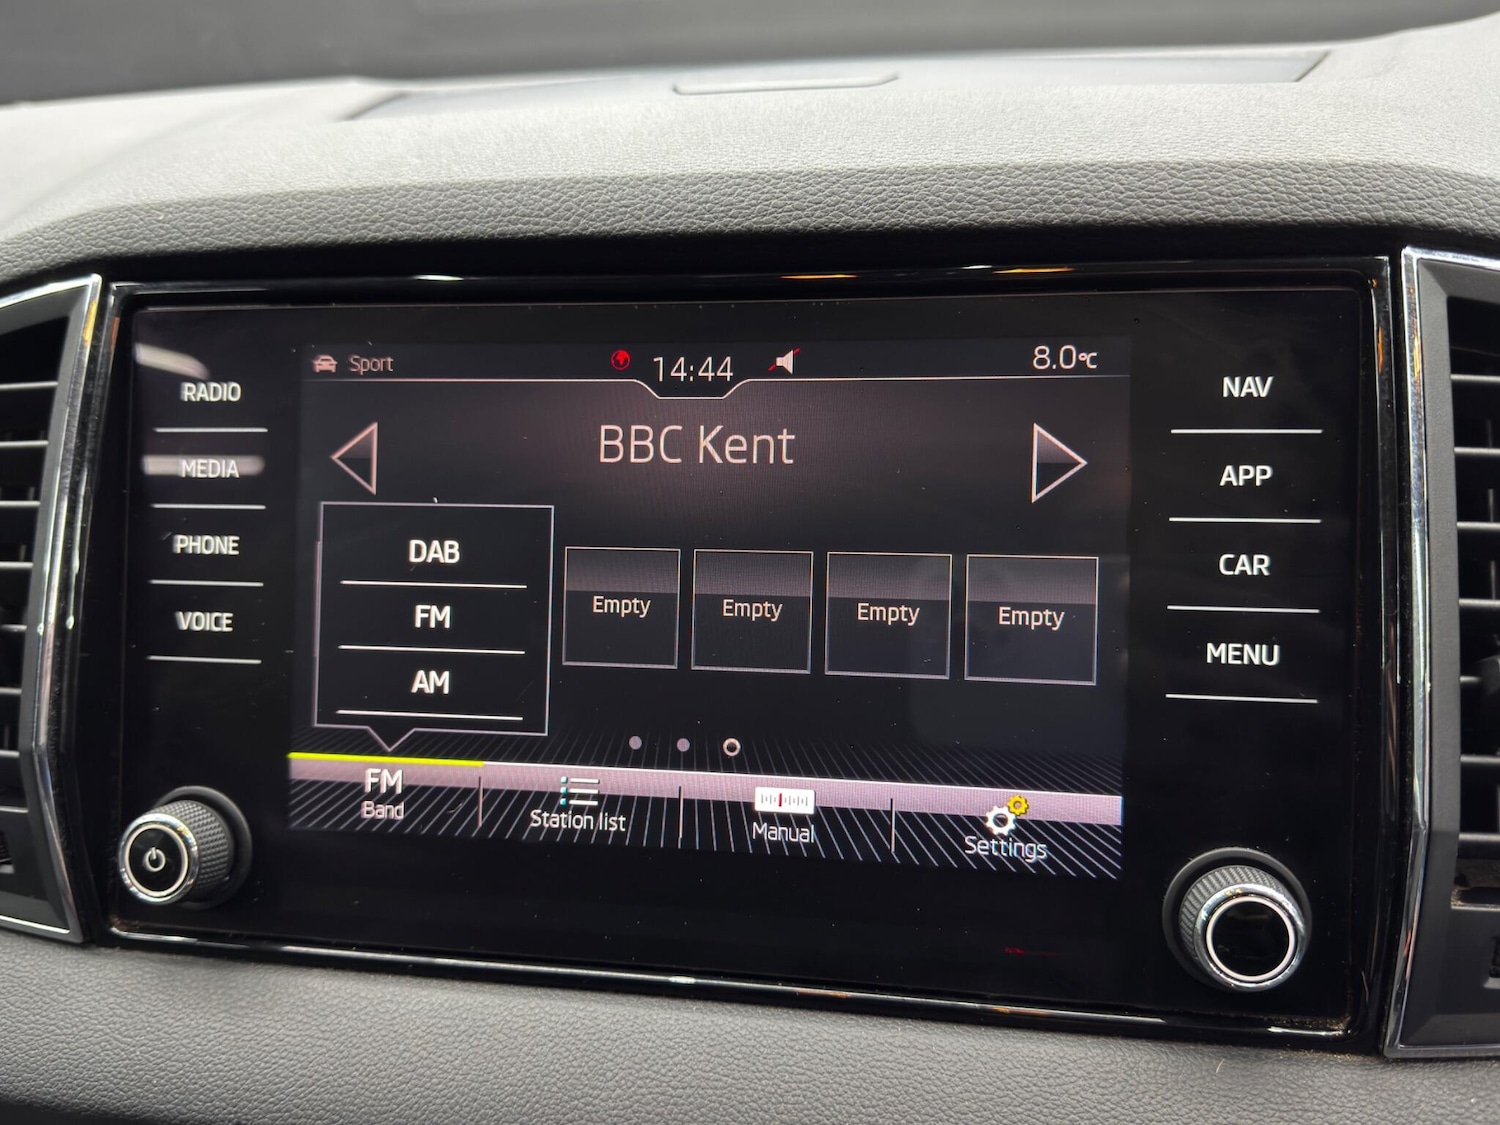 Sport
14:44
8.0°C
BBC Kent
RADIO
MEDIA
PHONE
VOICE
DAB
FM
AM
Empty
Empty
Empty
Empty
FM
Band
Station list
Manual
Settings
NAV
APP
CAR
MENU